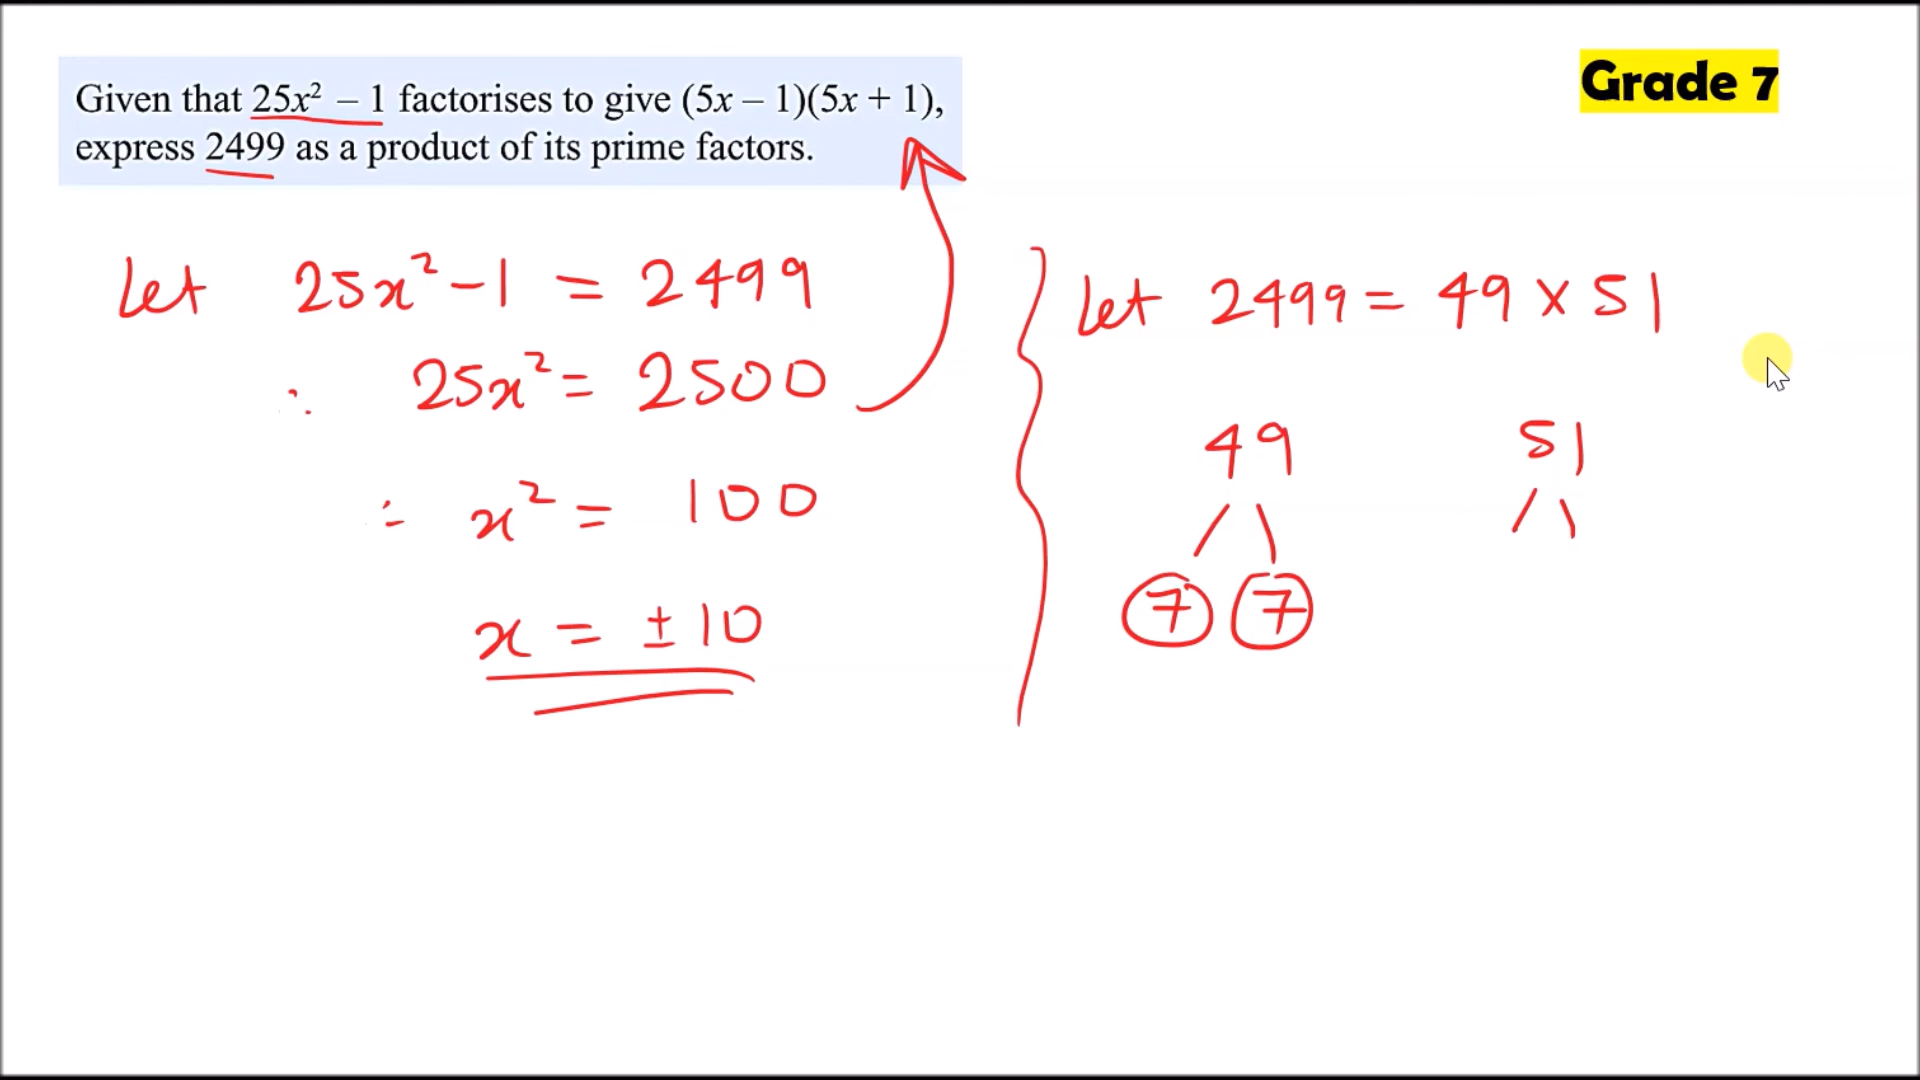 Grade 7
Given that 25x² – 1 factorises to give (5x – 1)(5x + 1),
express 2499 as a product of its prime factors.
Let 25x² - 1 = 2499
∴ 25x² = 2500
∴ x² = 100
x = ±10
Let 2499 = 49 × 51
49 51
7 7